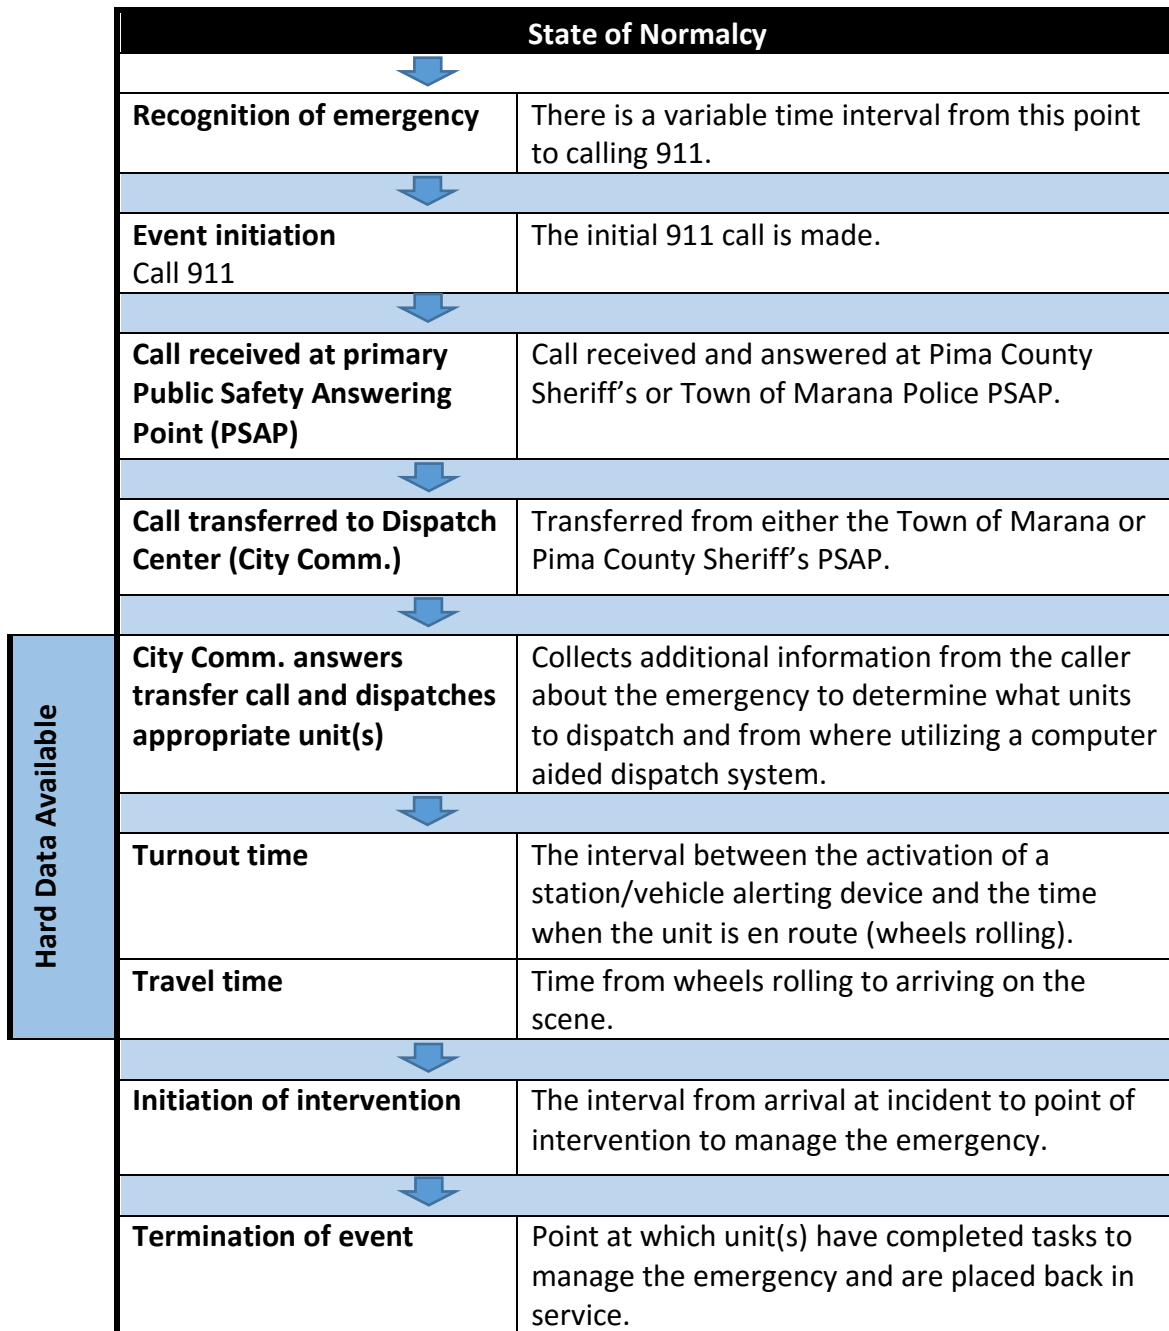 State of Normalcy
Recognition of emergency
There is a variable time interval from this point
to calling 911.
Event initiation
Call 911
The initial 911 call is made.
Call received at primary
Public Safety Answering
Point (PSAP)
Call received and answered at Pima County
Sheriff’s or Town of Marana Police PSAP.
Call transferred to Dispatch
Center (City Comm.)
Transferred from either the Town of Marana or
Pima County Sheriff’s PSAP.
Hard Data Available
City Comm. answers
transfer call and dispatches
appropriate unit(s)
Collects additional information from the caller
about the emergency to determine what units
to dispatch and from where utilizing a computer
aided dispatch system.
Turnout time
The interval between the activation of a
station/vehicle alerting device and the time
when the unit is en route (wheels rolling).
Travel time
Time from wheels rolling to arriving on the
scene.
Initiation of intervention
The interval from arrival at incident to point of
intervention to manage the emergency.
Termination of event
Point at which unit(s) have completed tasks to
manage the emergency and are placed back in
service.